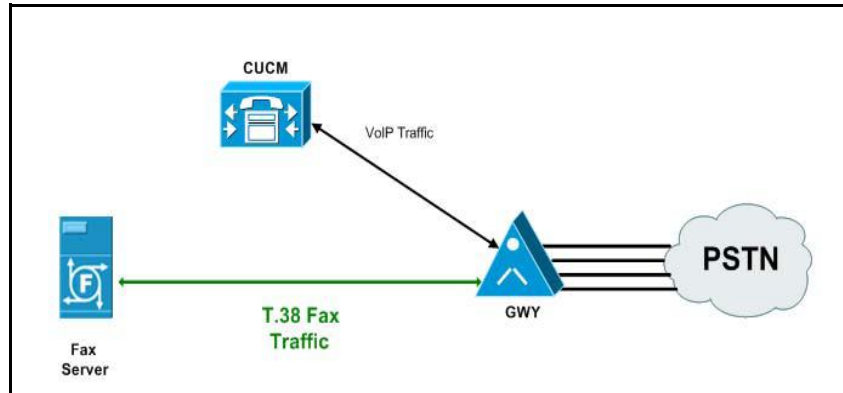 CUCM
VoIP Traffic
PSTN
GWY
T.38 Fax
Traffic
F
Fax
Server